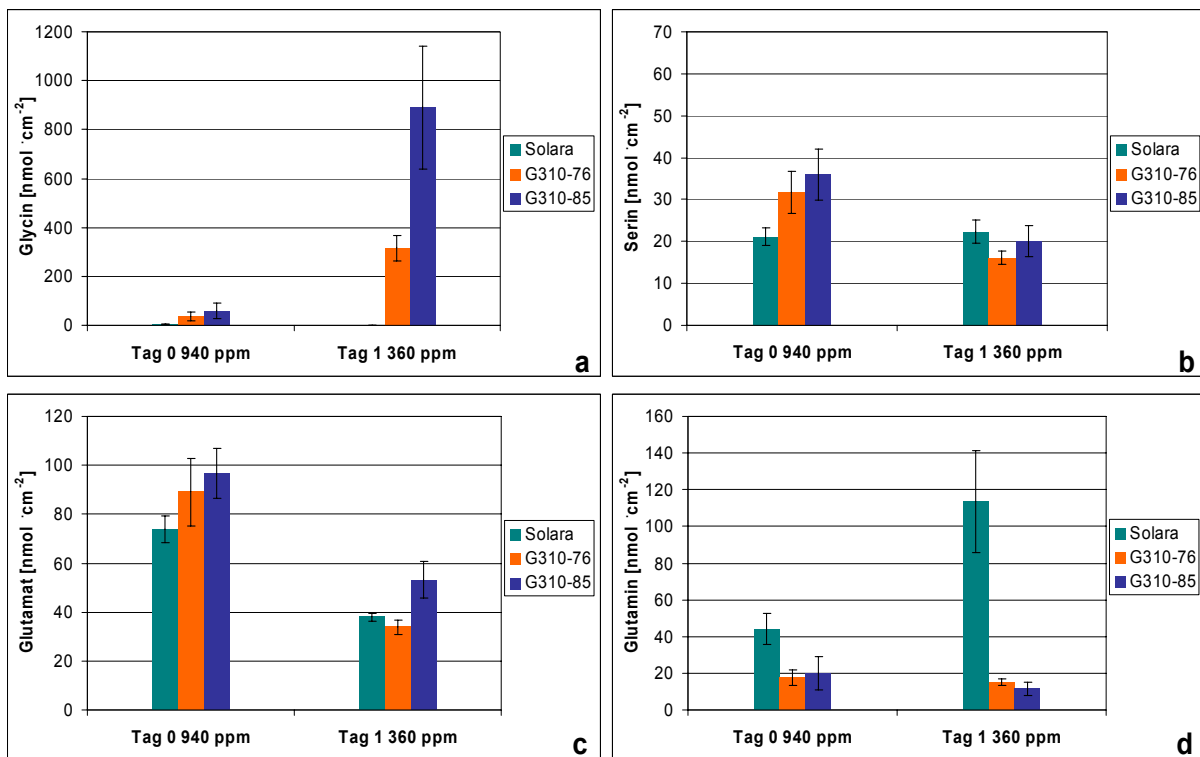 Glycin [nmol·cm-2]
1200
1000
800
600
400
200
0
Tag 0 940 ppm
Tag 1 360 ppm
Solara
G310-76
G310-85
a
Serin [nmol·cm-2]
70
60
50
40
30
20
10
0
Tag 0 940 ppm
Tag 1 360 ppm
Solara
G310-76
G310-85
b
Glutamat [nmol·cm-2]
120
100
80
60
40
20
0
Tag 0 940 ppm
Tag 1 360 ppm
Solara
G310-76
G310-85
c
Glutamin [nmol·cm-2]
160
140
120
100
80
60
40
20
0
Tag 0 940 ppm
Tag 1 360 ppm
Solara
G310-76
G310-85
d